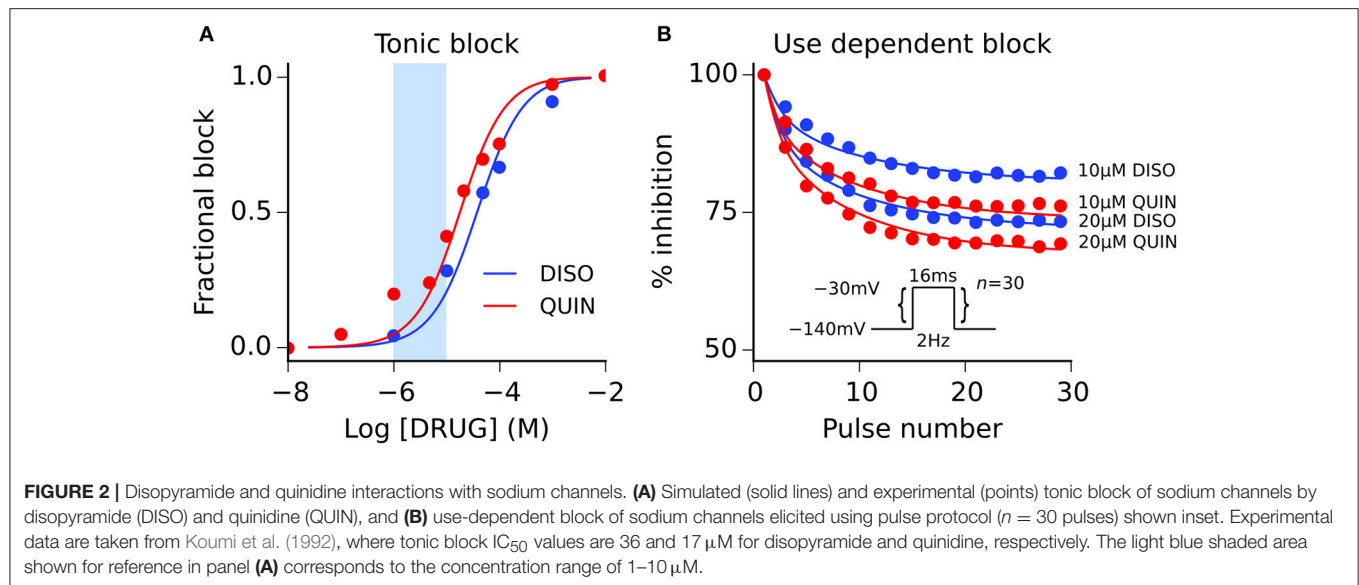 A
Tonic block
Fractional block
1.0
0.5
0.0
DISO
QUIN
−8
−6
−4
−2
Log [DRUG] (M)
B
Use dependent block
% inhibition
100
75
50
10μM DISO
10μM QUIN
20μM DISO
20μM QUIN
16ms
n=30
−30mV
−140mV
2Hz
0
10
20
30
Pulse number
FIGURE 2 | Disopyramide and quinidine interactions with sodium channels. (A) Simulated (solid lines) and experimental (points) tonic block of sodium channels by
disopyramide (DISO) and quinidine (QUIN), and (B) use-dependent block of sodium channels elicited using pulse protocol (n = 30 pulses) shown inset. Experimental
data are taken from Koumi et al. (1992), where tonic block IC50 values are 36 and 17 μM for disopyramide and quinidine, respectively. The light blue shaded area
shown for reference in panel (A) corresponds to the concentration range of 1–10 μM.